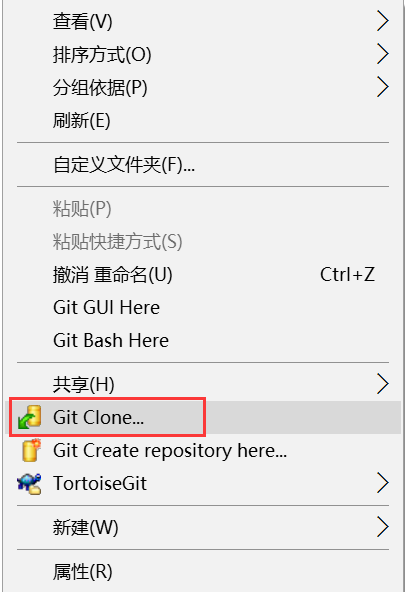 查看(V)
排序方式(O)
分组依据(P)
刷新(E)
自定义文件夹(F)...
粘贴(P)
粘贴快捷方式(S)
撤消 重命名(U) Ctrl+Z
Git GUI Here
Git Bash Here
共享(H)
Git Clone...
Git Create repository here...
TortoiseGit
新建(W)
属性(R)